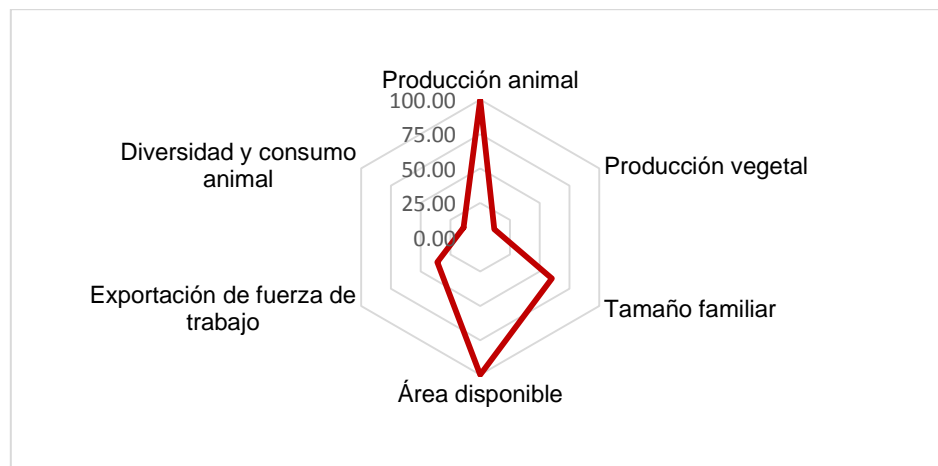 Producción animal
100.00
75.00
50.00
25.00
0.00
Producción vegetal
Tamaño familiar
Área disponible
Exportación de fuerza de
trabajo
Diversidad y consumo
animal